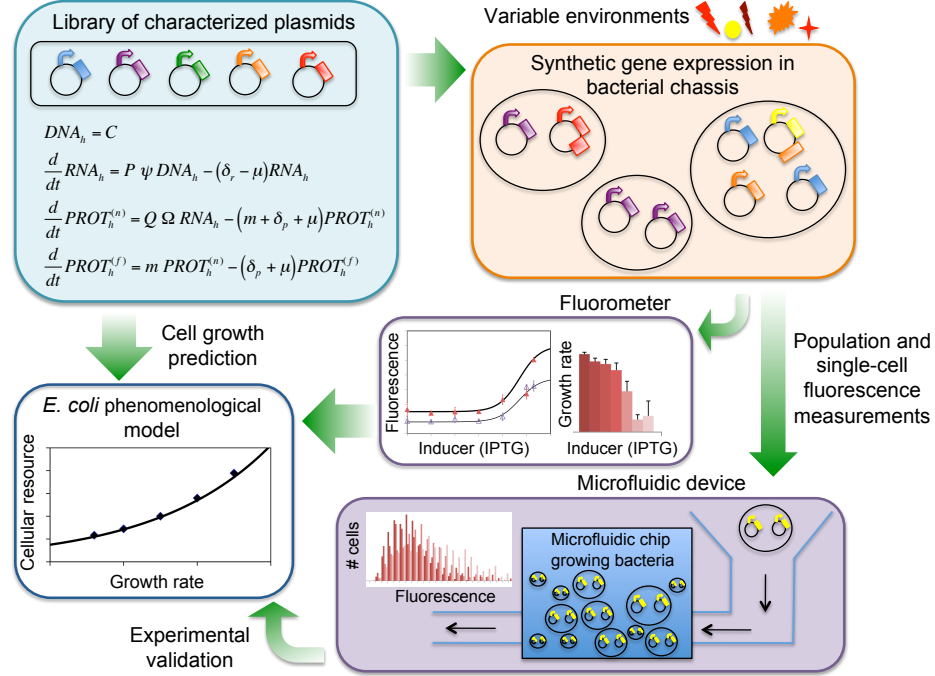 Library of characterized plasmids
DNA_h = C
d/dt RNA_h = P ψ DNA_h − (δ_r − μ)RNA_h
d/dt PROT_h^(n) = Q Ω RNA_h − (m + δ_p + μ)PROT_h^(n)
d/dt PROT_h^(f) = m PROT_h^(n) − (δ_p + μ)PROT_h^(f)
Variable environments
Synthetic gene expression in
bacterial chassis
Cell growth
prediction
Fluorometer
Fluorescence
Inducer (IPTG)
Growth rate
Inducer (IPTG)
Population and
single-cell
fluorescence
measurements
E. coli phenomenological
model
Cellular resource
Growth rate
Microfluidic device
# cells
Fluorescence
Microfluidic chip
growing bacteria
Experimental
validation